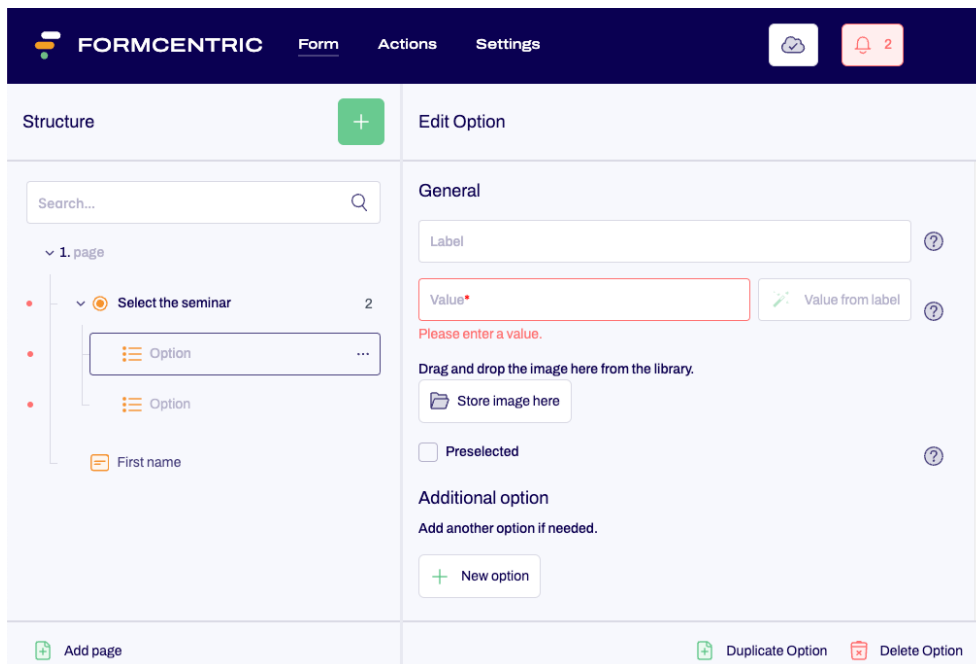 FORMCENTRIC Form Actions Settings 2
Structure
Edit Option
Search...
1. page
Select the seminar 2
Option ...
Option
First name
General
Label ?
Value* Value from label ?
Please enter a value.
Drag and drop the image here from the library.
Store image here
Preselected ?
Additional option
Add another option if needed.
New option
Add page
Duplicate Option Delete Option